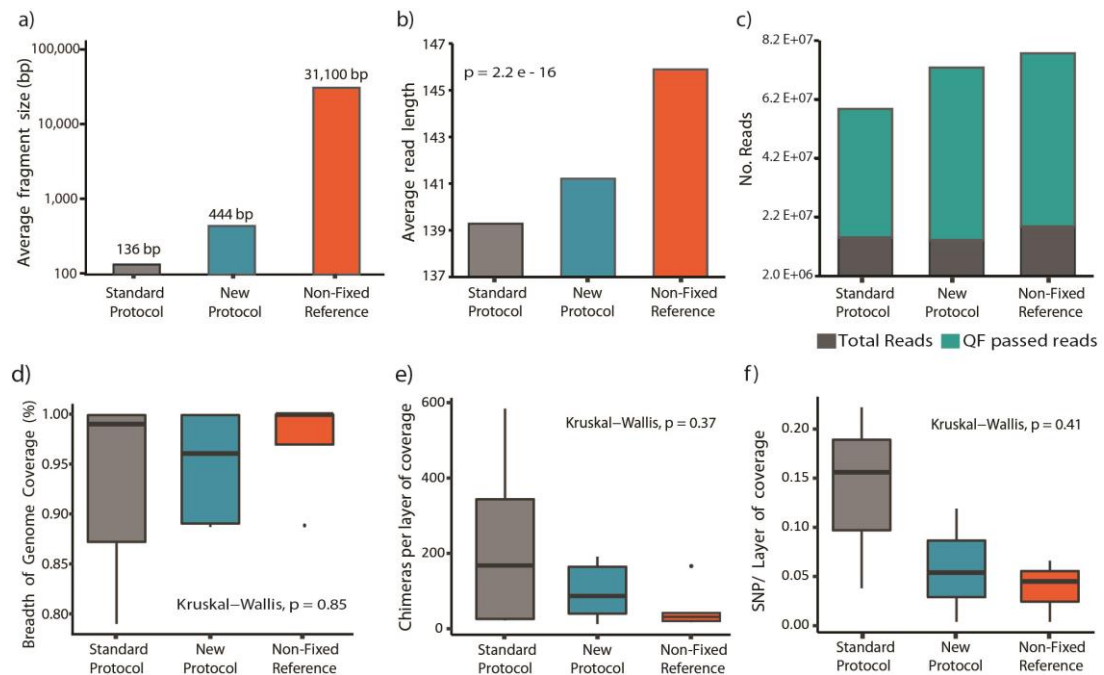 a)
Average fragment size (bp)
100,000
10,000
1,000
100
136 bp
444 bp
31,100 bp
Standard
Protocol
New
Protocol
Non-Fixed
Reference
b)
Average read length
147
145
143
141
139
137
p = 2.2 e - 16
Standard
Protocol
New
Protocol
Non-Fixed
Reference
c)
No. Reads
8.2 E+07
6.2 E+07
4.2 E+07
2.2 E+07
2.0 E+06
Standard
Protocol
New
Protocol
Non-Fixed
Reference
Total Reads
QF passed reads
d)
Breadth of Genome Coverage (%)
1.00
0.95
0.90
0.85
0.80
Kruskal–Wallis, p = 0.85
Standard
Protocol
New
Protocol
Non-Fixed
Reference
e)
Chimeras per layer of coverage
600
400
200
0
Kruskal–Wallis, p = 0.37
Standard
Protocol
New
Protocol
Non-Fixed
Reference
f)
SNP/ Layer of coverage
0.20
0.15
0.10
0.05
0.00
Kruskal–Wallis, p = 0.41
Standard
Protocol
New
Protocol
Non-Fixed
Reference